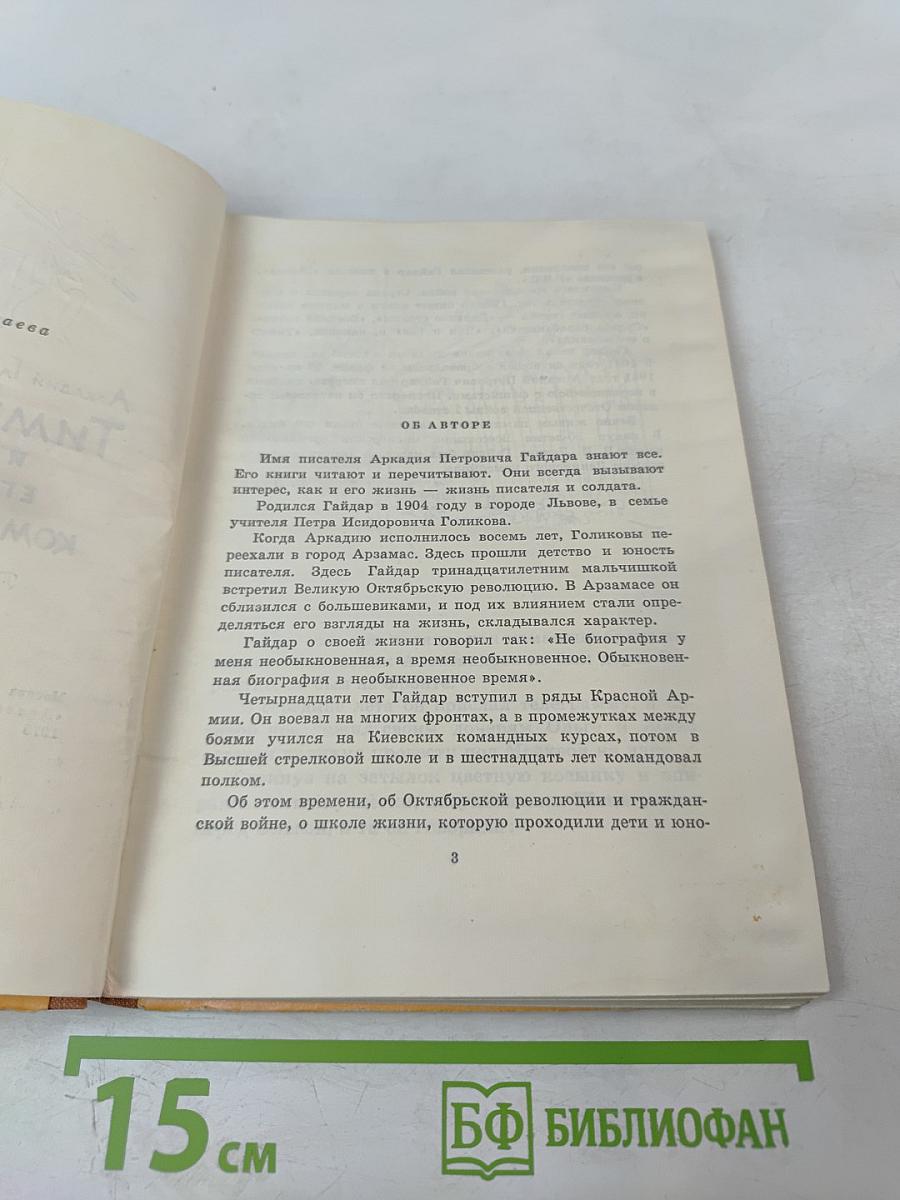 аева
ОБ АВТОРЕ
Имя писателя Аркадия Петровича Гайдара знают все.
Его книги читают и перечитывают. Они всегда вызывают
интерес, как и его жизнь — жизнь писателя и солдата.
Родился Гайдар в 1904 году в городе Львове, в семье
учителя Петра Исидоровича Голикова.
Когда Аркадию исполнилось восемь лет, Голиковы пе-
реехали в город Арзамас. Здесь прошли детство и юность
писателя. Здесь Гайдар тринадцатилетним мальчишкой
встретил Великую Октябрьскую революцию. В Арзамасе он
сблизился с большевиками, и под их влиянием стали опре-
деляться его взгляды на жизнь, складывался характер.
Гайдар о своей жизни говорил так: «Не биография у
меня необыкновенная, а время необыкновенное. Обыкновен-
ная биография в необыкновенное время».
Четырнадцати лет Гайдар вступил в ряды Красной Ар-
мии. Он воевал на многих фронтах, а в промежутках между
боями учился на Киевских командных курсах, потом в
Высшей стрелковой школе и в шестнадцать лет командовал
полком.
Об этом времени, об Октябрьской революции и граждан-
ской войне, о школе жизни, которую проходили дети и юно-
3
15 см
БФ БИБЛИОФАН